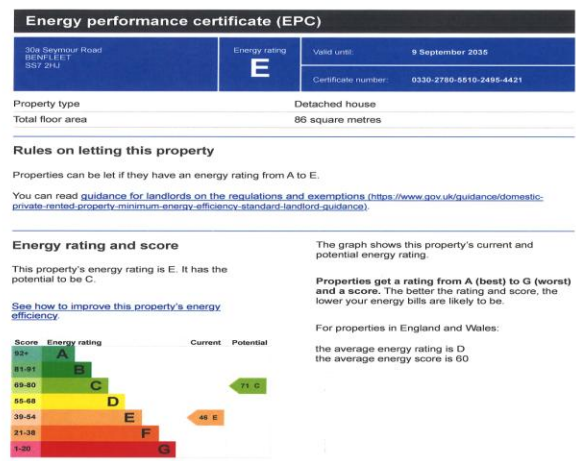 Energy performance certificate (EPC)
30a Seymour Road
BENFLEET
SS7 2HJ
Energy rating
E
Valid until:
9 September 2035
Certificate number:
0330-2780-5510-2495-4421
Property type
Detached house
Total floor area
86 square metres
Rules on letting this property
Properties can be let if they have an energy rating from A to E.
You can read guidance for landlords on the regulations and exemptions (https://www.gov.uk/guidance/domestic-
private-rented-property-minimum-energy-efficiency-standard-landlord-guidance).
Energy rating and score
This property's energy rating is E. It has the
potential to be C.
See how to improve this property's energy
efficiency.
Score Energy rating Current Potential
92+ A
81-91 B
69-80 C 71 C
55-68 D
39-54 E 46 E
21-38 F
1-20 G
The graph shows this property's current and
potential energy rating.
Properties get a rating from A (best) to G (worst)
and a score. The better the rating and score, the
lower your energy bills are likely to be.
For properties in England and Wales:
the average energy rating is D
the average energy score is 60